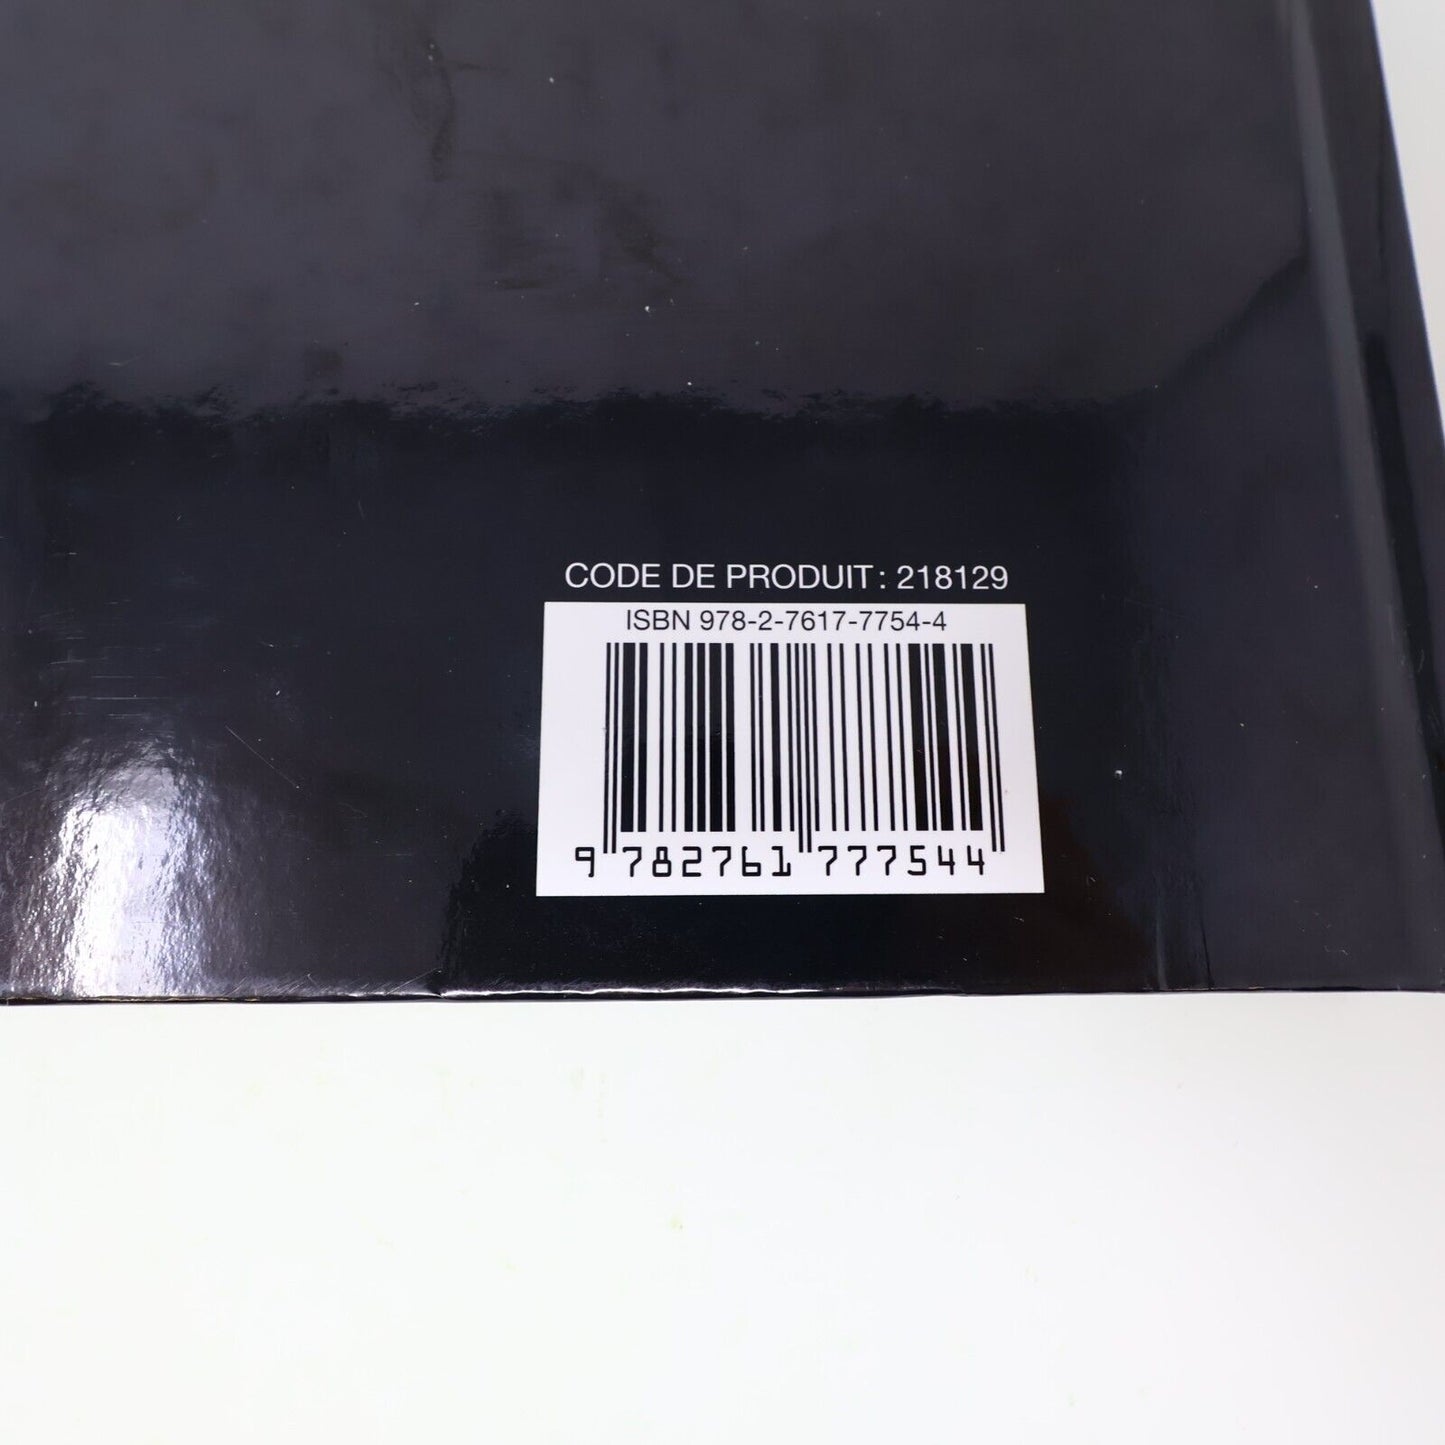 CODE DE PRODUIT : 218129
ISBN 978-2-7617-7754-4
9 782761 777544